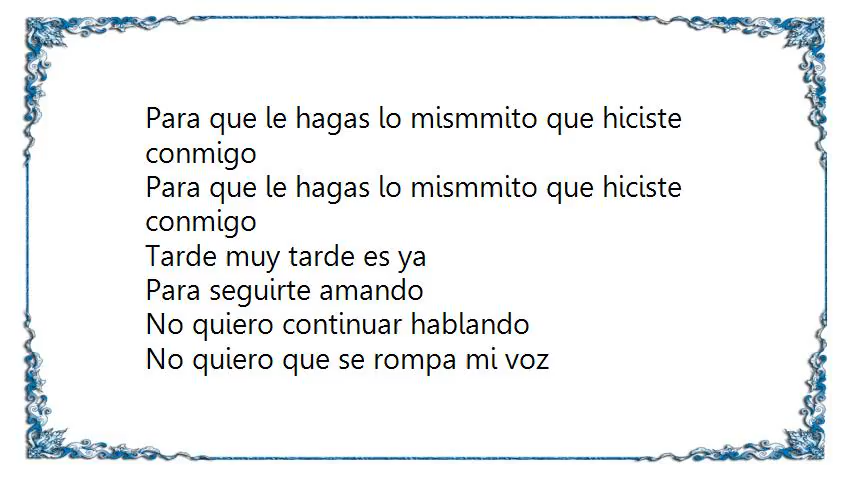 Para que le hagas lo mismmito que hiciste
conmigo
Para que le hagas lo mismmito que hiciste
conmigo
Tarde muy tarde es ya
Para seguirte amando
No quiero continuar hablando
No quiero que se rompa mi voz